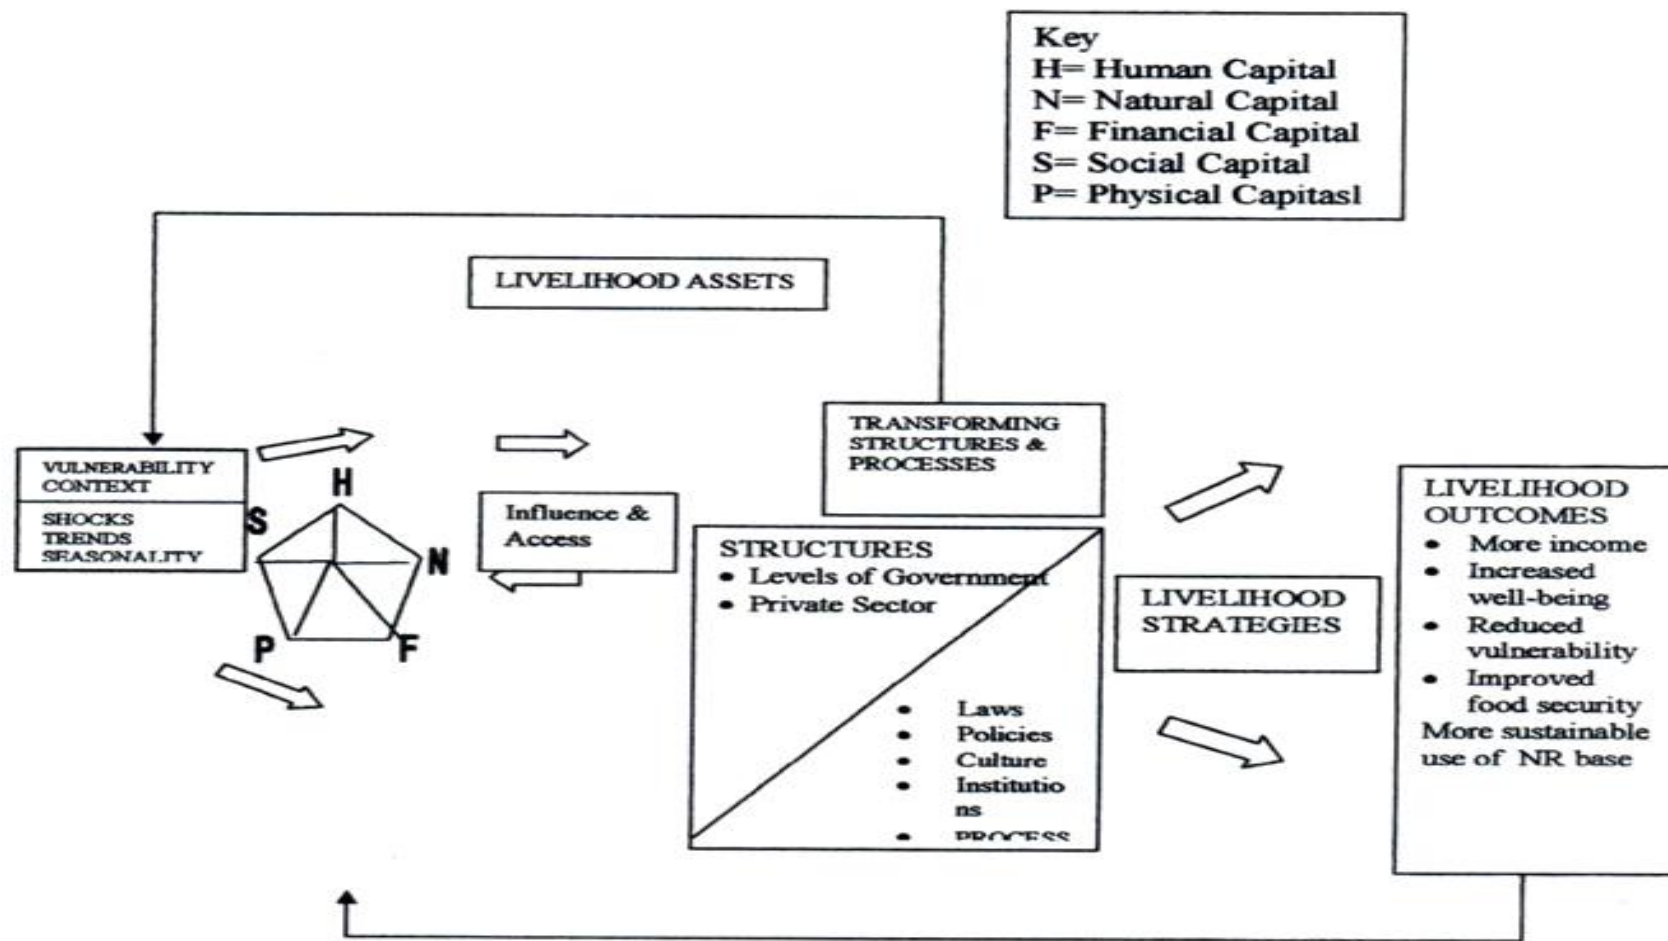 Key
H= Human Capital
N= Natural Capital
F= Financial Capital
S= Social Capital
P= Physical Capitasl
LIVELIHOOD ASSETS
VULNERABILITY
CONTEXT
SHOCKS
TRENDS
SEASONALITY
H
S
N
P
F
Influence &
Access
TRANSFORMING
STRUCTURES &
PROCESSES
STRUCTURES
• Levels of Government
• Private Sector
• Laws
• Policies
• Culture
• Institutio
ns
• PROCESS
LIVELIHOOD
STRATEGIES
LIVELIHOOD
OUTCOMES
• More income
• Increased
well-being
• Reduced
vulnerability
• Improved
food security
More sustainable
use of NR base